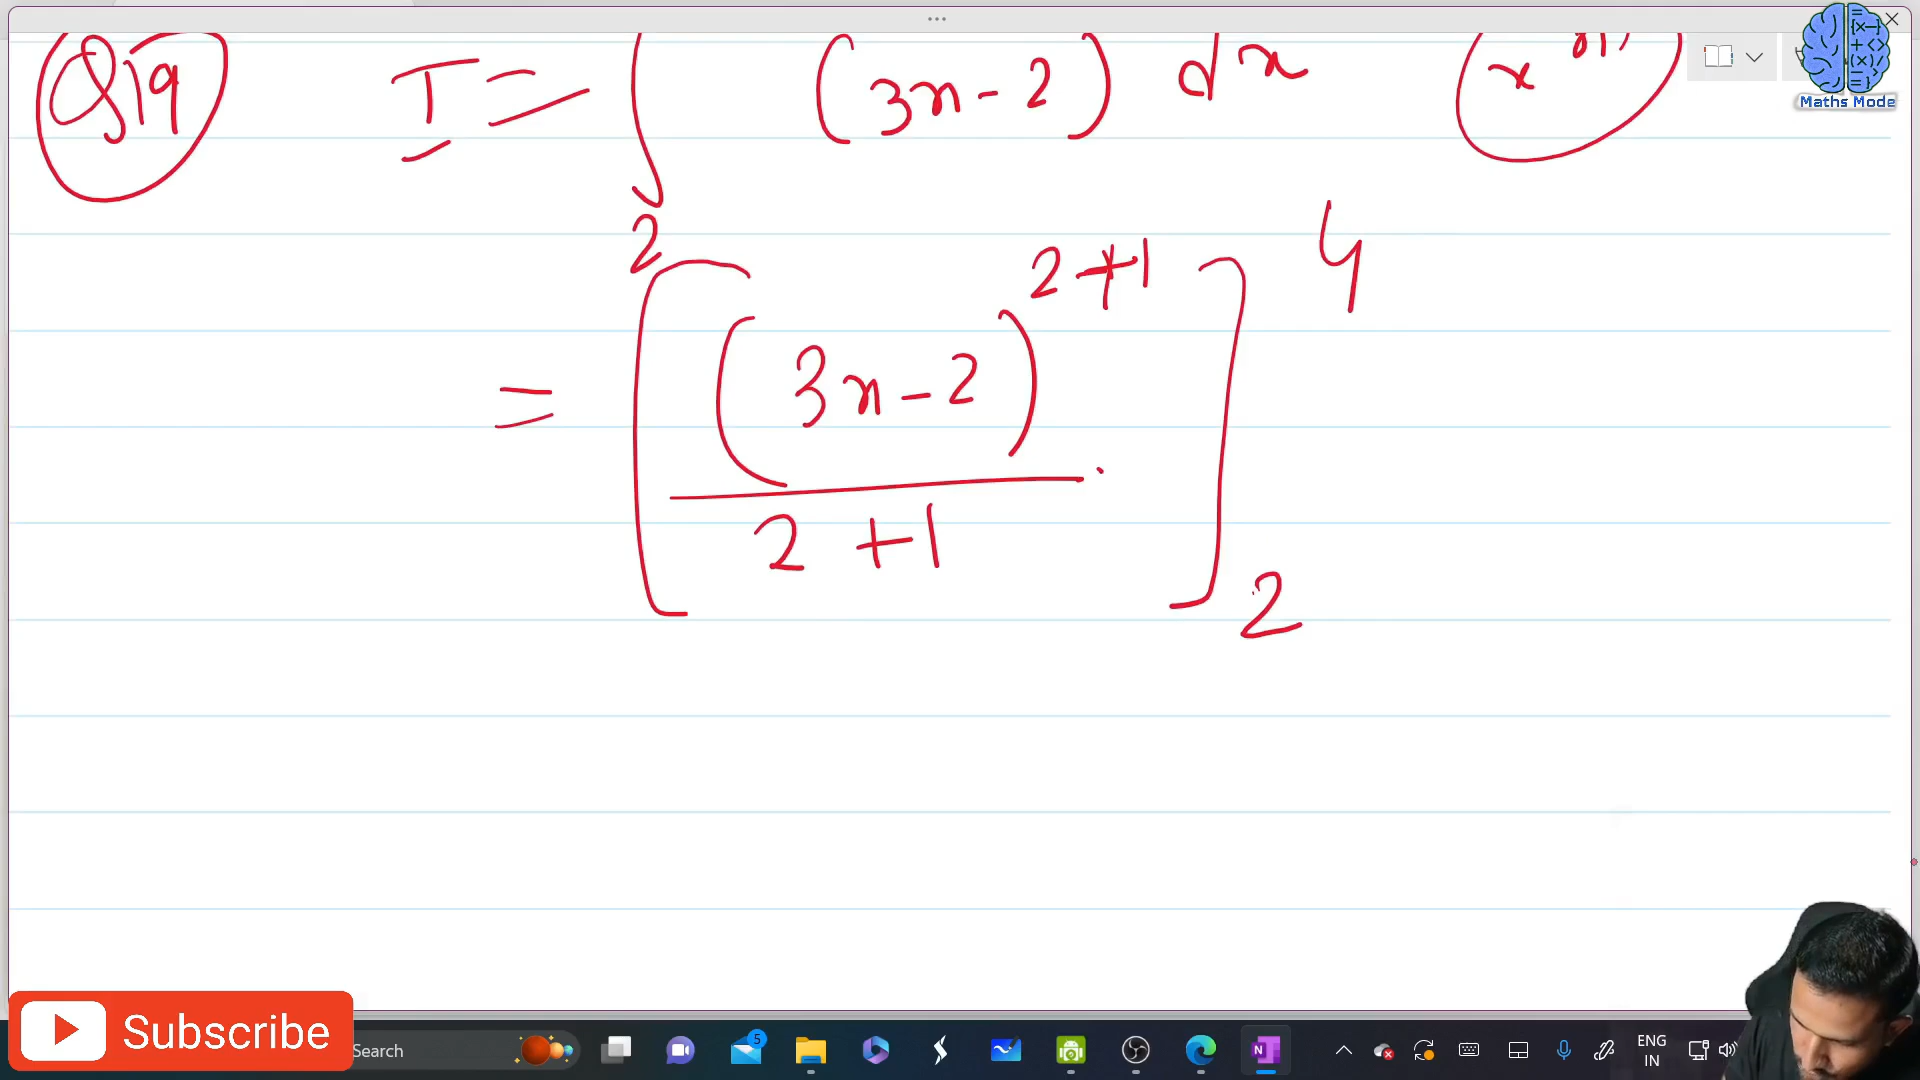 Q19 I = ∫ (3x-2) dx x
2 4
2+1
= [(3x-2)
2+1 ]
2
Maths Mode
Subscribe
Search
5
ENG
IN